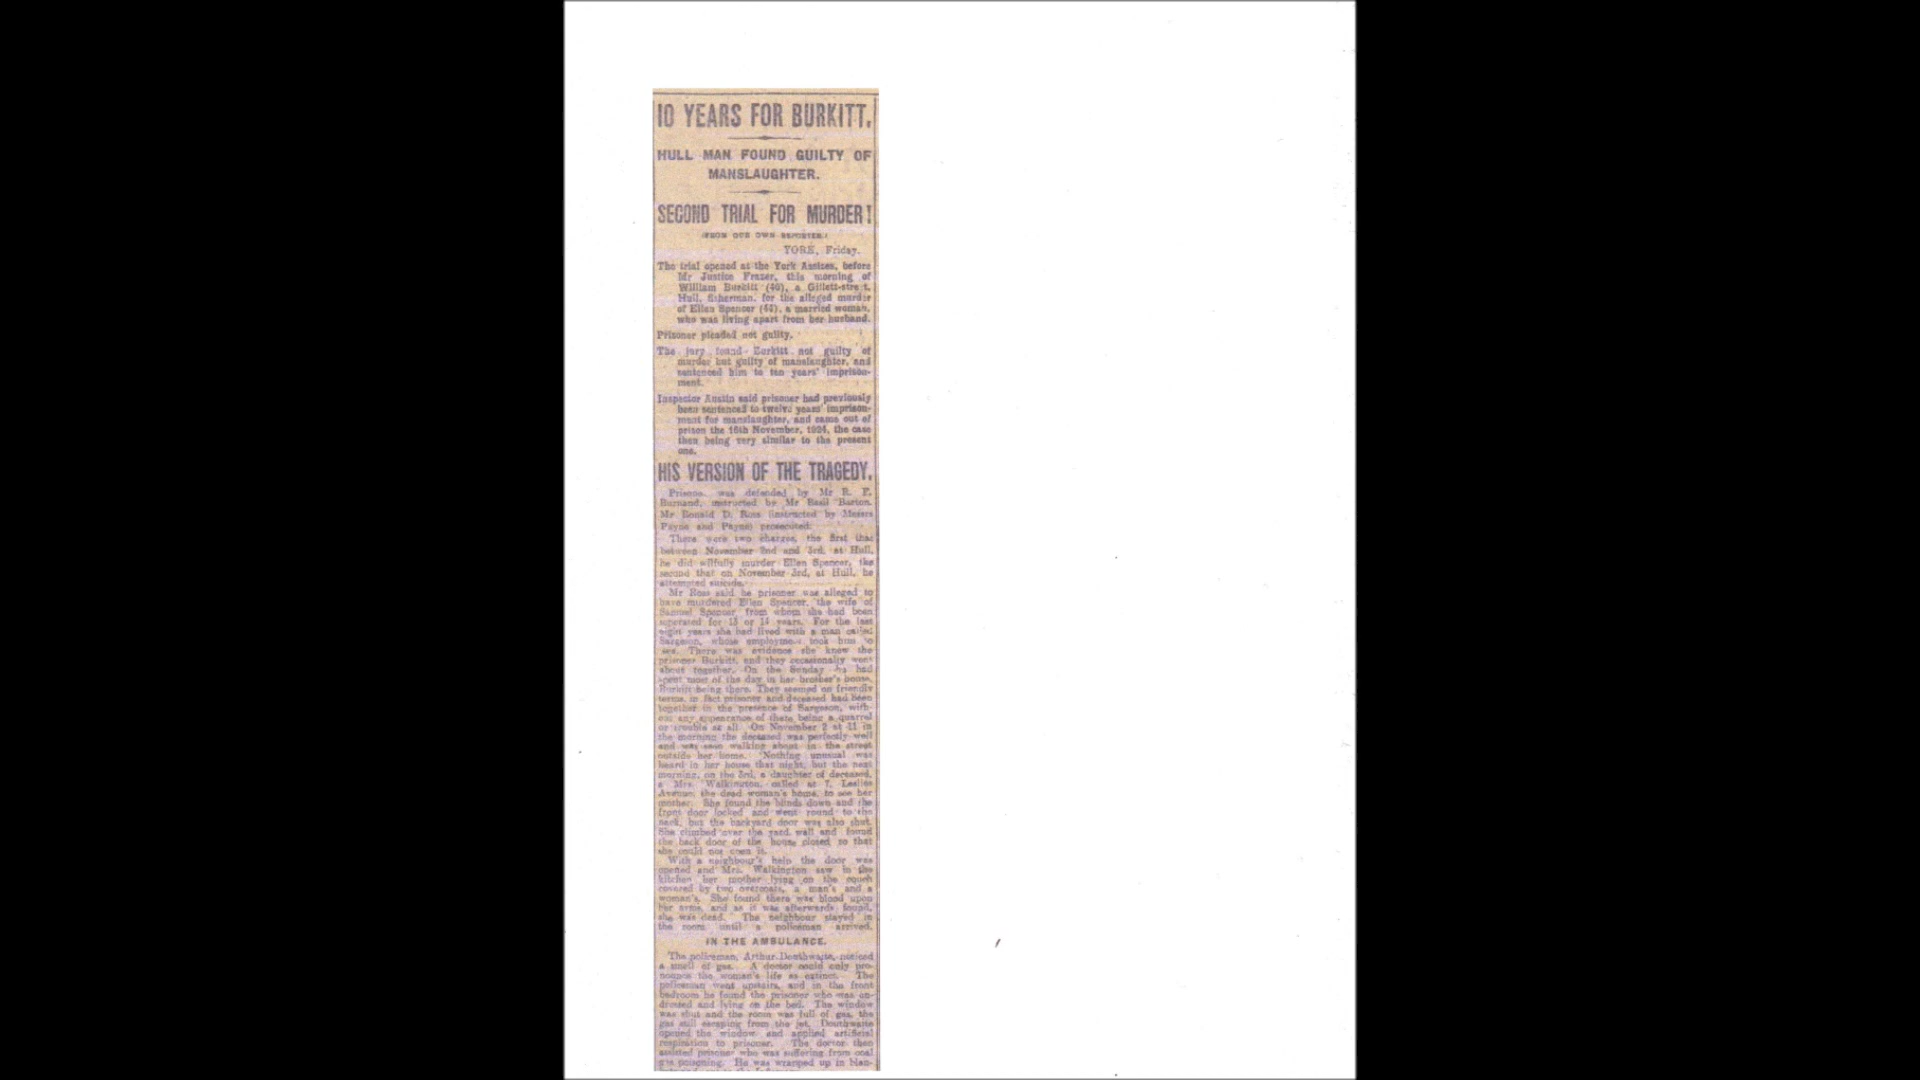 10 YEARS FOR BURKITT.
HULL MAN FOUND GUILTY OF
MANSLAUGHTER.
SECOND TRIAL FOR MURDER!
(FROM OUR OWN REPORTER.)
YORK, Friday.
The trial opened at the York Assizes, before
Mr Justice Frazer, this morning of
William Burkitt (40), a Gillett-street,
Hull, fisherman, for the alleged murder
of Ellen Spencer (44), a married woman,
who was living apart from her husband.
Prisoner pleaded not guilty.
The jury found Burkitt not guilty of
murder but guilty of manslaughter, and
sentenced him to ten years' imprison-
ment.
Inspector Austin said prisoner had previously
been sentenced to twelve years' imprison-
ment for manslaughter, and came out of
prison the 16th November, 1924, the case
then being very similar to the present
one.
HIS VERSION OF THE TRAGEDY.
Prisoner was defended by Mr R. F.
Burnand, instructed by Mr Basil Barton.
Mr Ronald D. Ross (instructed by Messrs
Payne and Payne) prosecuted.
There were two charges, the first that
between November 2nd and 3rd, at Hull,
he did wilfully murder Ellen Spencer, the
second that on November 3rd, at Hull, he
attempted suicide.
Mr Ross said he prisoner was alleged to
have murdered Ellen Spencer, the wife of
Samuel Spencer, from whom she had been
separated for 13 or 14 years. For the last
eight years she had lived with a man called
Sargeson, whose employment took him to
sea. There was evidence she knew the
prisoner Burkitt, and they occasionally went
about together. On the Sunday he had
spent most of the day in her brother's house,
Burkitt being there. They seemed on friendly
terms, in fact prisoner and deceased had been
together in the presence of Sargeson, with-
out any appearance of there being a quarrel
or trouble at all. On November 2 at 11 in
the morning the deceased was perfectly well
and was seen walking about in the street
outside her home. Nothing unusual was
heard in her house that night, but the next
morning, on the 3rd, a daughter of deceased,
a Mrs. Walkington, called at 7, Leslies
Avenue, the dead woman's home, to see her
mother. She found the blinds down and the
front door locked and went round to the
back, but the backyard door was also shut.
She climbed over the yard wall and found
the back door of the house closed so that
she could not open it.
With a neighbour's help the door was
opened and Mrs. Walkington saw in the
kitchen her mother lying on the couch
covered by two overcoats, a man's and a
woman's. She found there was blood upon
her arms, and as it was afterwards found,
she was dead. The neighbour stayed in
the room until a policeman arrived.
IN THE AMBULANCE.
The policeman, Arthur Douthwaite, noticed
a smell of gas. A doctor could only pro-
nounce the woman's life as extinct. The
policeman went upstairs, and in the front
bedroom he found the prisoner who was un-
dressed and lying on the bed. The window
was shut and the room was full of gas, the
gas still escaping from the jet. Douthwaite
opened the window and applied artificial
respiration to prisoner. The doctor then
assisted prisoner who was suffering from coal
gas poisoning. He was wrapped up in blan-